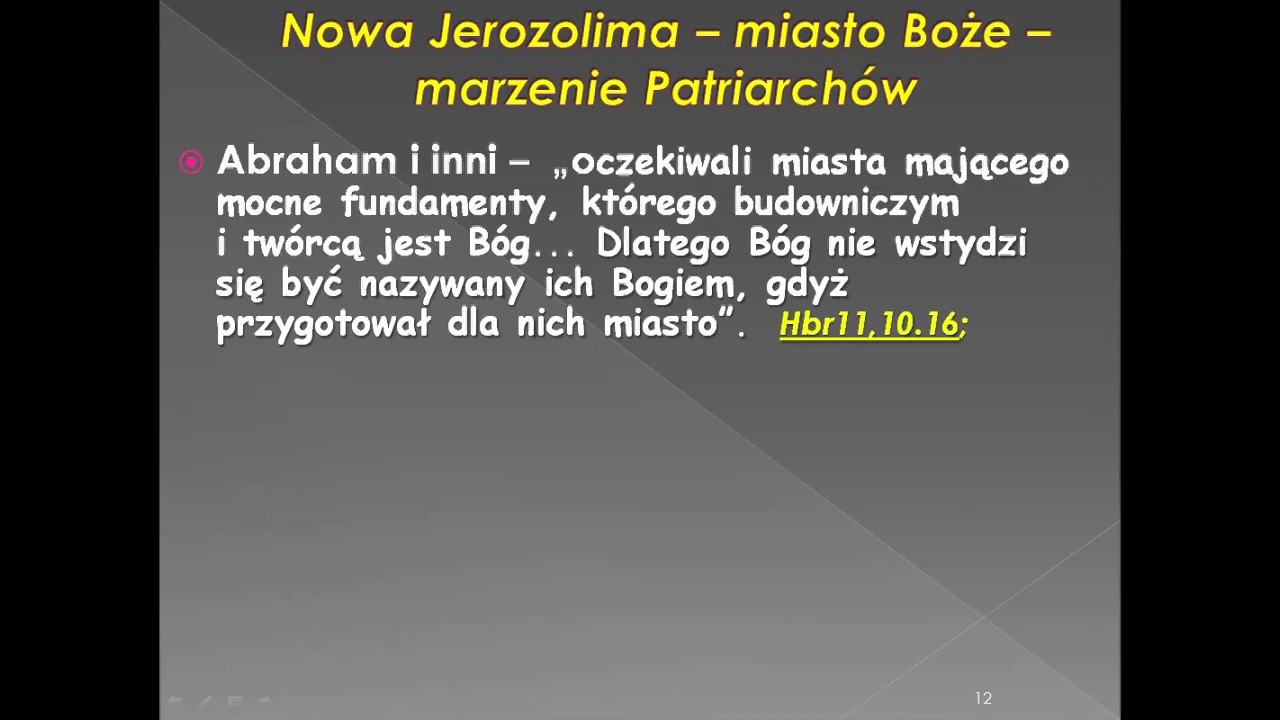 Nowa Jerozolima – miasto Boże –
marzenie Patriarchów
Abraham i inni – „oczekiwali miasta mającego
mocne fundamenty, którego budowniczym
i twórcą jest Bóg... Dlatego Bóg nie wstydzi
się być nazywany ich Bogiem, gdyż
przygotował dla nich miasto”. Hbr11,10.16;
12